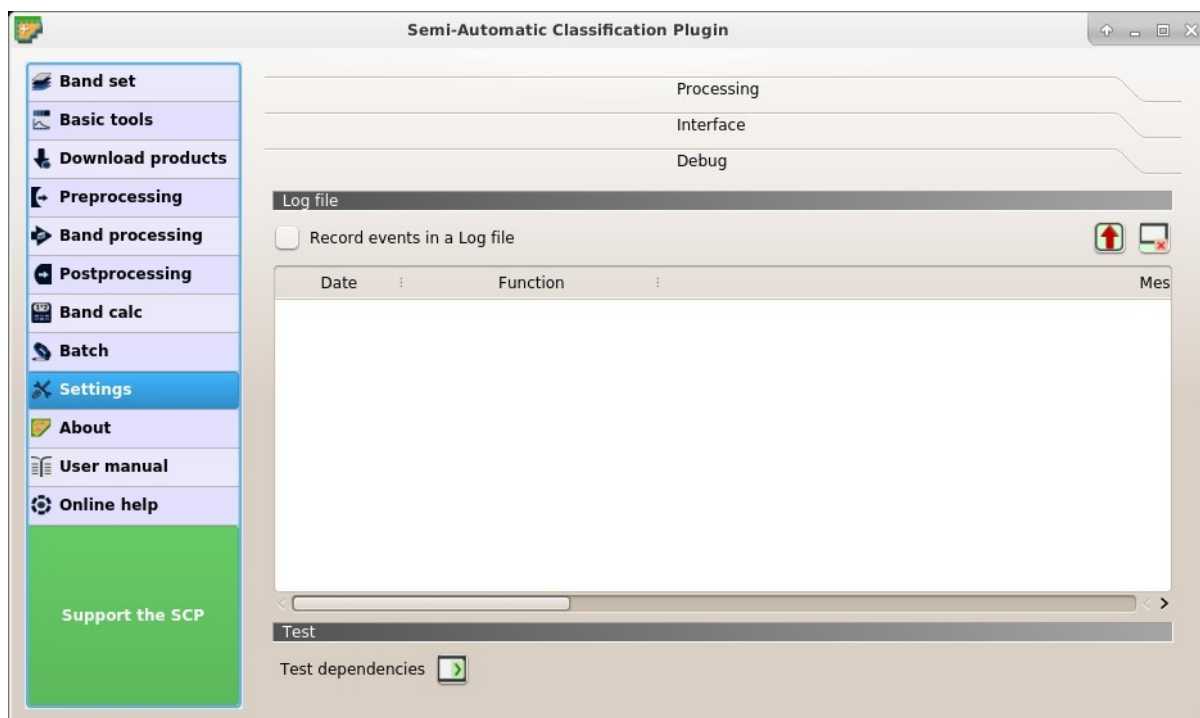 Semi-Automatic Classification Plugin
Band set
Basic tools
Download products
Preprocessing
Band processing
Postprocessing
Band calc
Batch
Settings
About
User manual
Online help
Support the SCP
Processing
Interface
Debug
Log file
Record events in a Log file
Date Function Mes
Test
Test dependencies